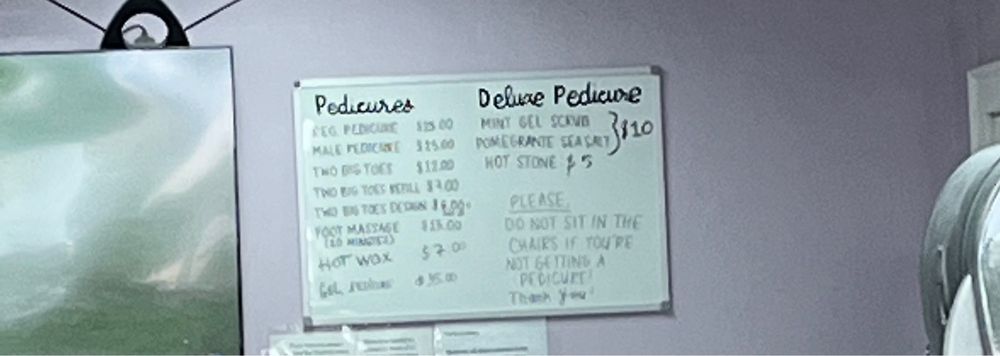 Pedicures
REG. PEDICURE $25.00
MALE PEDICURE $25.00
TWO BIG TOES $12.00
TWO BIG TOES REFILL $7.00
TWO BIG TOES DESIGN
FOOT MASSAGE $15.00
(10 MINUTES)
HOT WAX $7.00
GEL $35.00
Deluxe Pedicure
MINT GEL SCRUB
POMEGRANTE SEA SALT } $10
HOT STONE $5
PLEASE,
DO NOT SIT IN THE
CHAIRS IF YOU'RE
NOT GETTING A
PEDICURE!
Thank You!